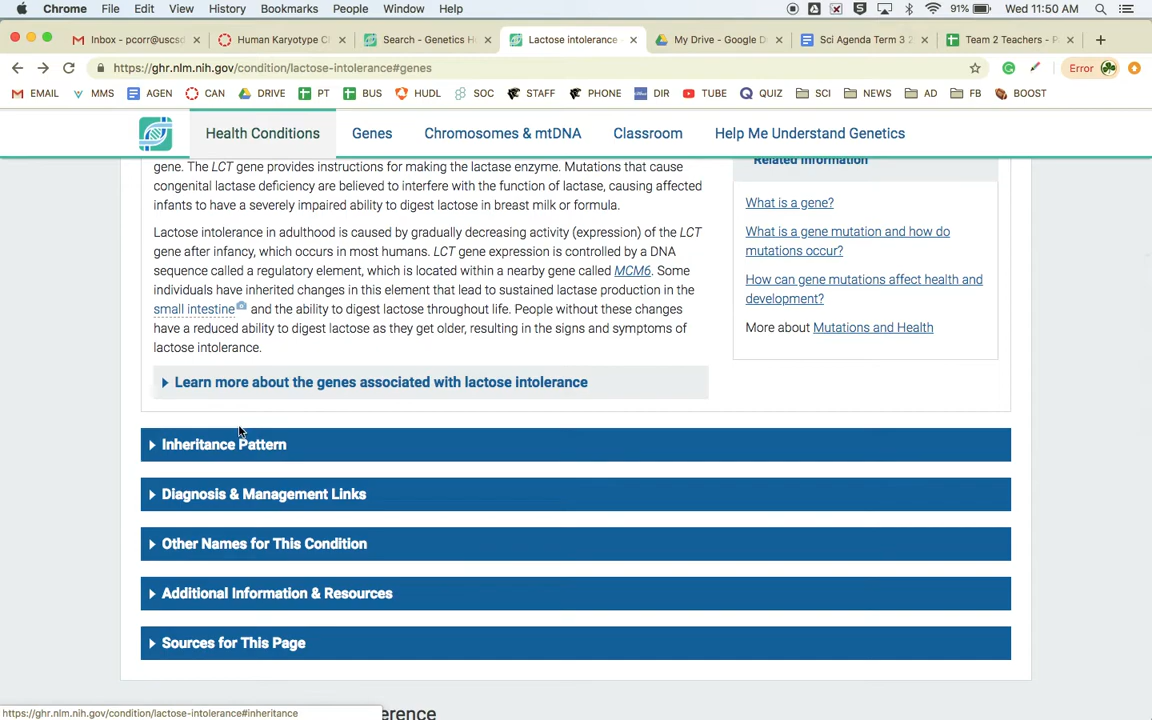 Chrome File Edit View History Bookmarks People Window Help 91% Wed 11:50 AM
Inbox - pcorr@uscsd Human Karyotype C Search - Genetics H Lactose intolerance - My Drive - Google D Sci Agenda Term 3 2 Team 2 Teachers - P
https://ghr.nlm.nih.gov/condition/lactose-intolerance#genes Error
EMAIL MMS AGEN CAN DRIVE PT BUS HUDL SOC STAFF PHONE DIR TUBE QUIZ SCI NEWS AD FB BOOST
Health Conditions Genes Chromosomes & mtDNA Classroom Help Me Understand Genetics
gene. The LCT gene provides instructions for making the lactase enzyme. Mutations that cause
congenital lactase deficiency are believed to interfere with the function of lactase, causing affected
infants to have a severely impaired ability to digest lactose in breast milk or formula.
Lactose intolerance in adulthood is caused by gradually decreasing activity (expression) of the LCT
gene after infancy, which occurs in most humans. LCT gene expression is controlled by a DNA
sequence called a regulatory element, which is located within a nearby gene called MCM6. Some
individuals have inherited changes in this element that lead to sustained lactase production in the
small intestine and the ability to digest lactose throughout life. People without these changes
have a reduced ability to digest lactose as they get older, resulting in the signs and symptoms of
lactose intolerance.
Learn more about the genes associated with lactose intolerance
Related Information
What is a gene?
What is a gene mutation and how do
mutations occur?
How can gene mutations affect health and
development?
More about Mutations and Health
Inheritance Pattern
Diagnosis & Management Links
Other Names for This Condition
Additional Information & Resources
Sources for This Page
https://ghr.nlm.nih.gov/condition/lactose-intolerance#inheritance
erence